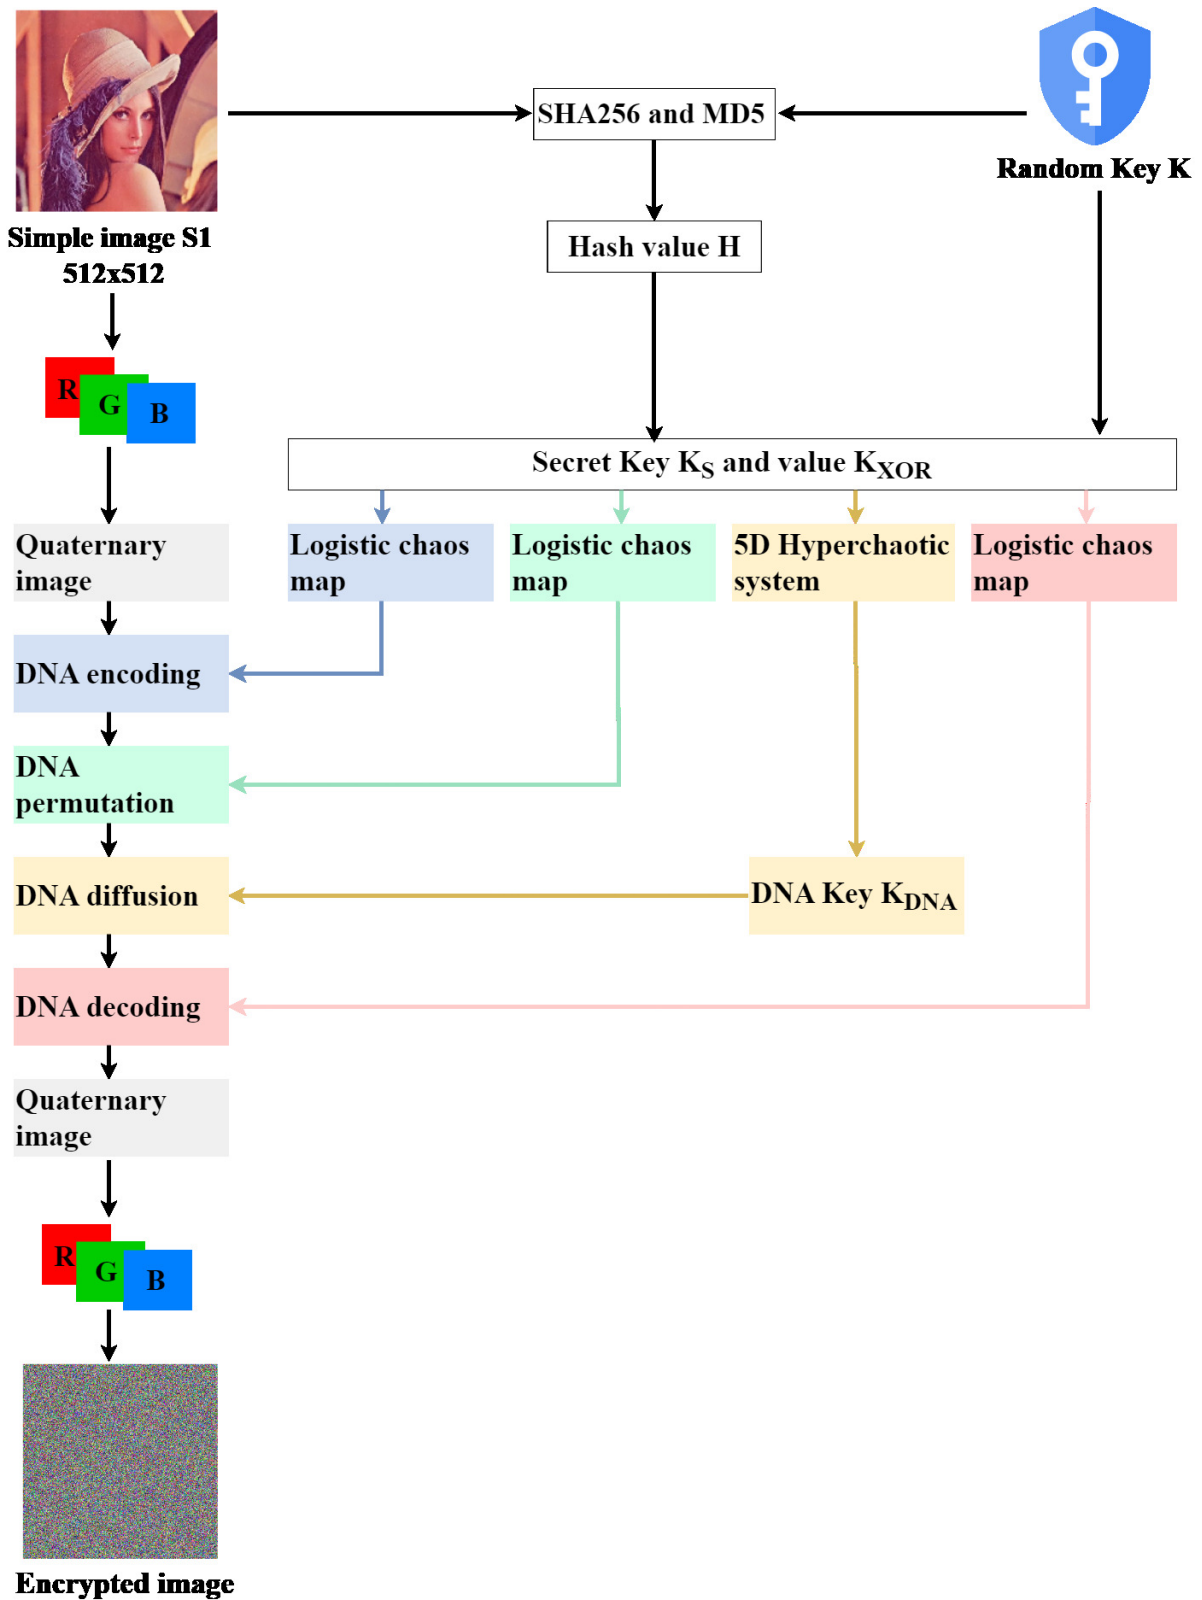 SHA256 and MD5
Random Key K
Simple image S1
512x512
Hash value H
R
G
B
Secret Key KS and value KXOR
Quaternary
image
Logistic chaos
map
Logistic chaos
map
5D Hyperchaotic
system
Logistic chaos
map
DNA encoding
DNA
permutation
DNA diffusion
DNA Key KDNA
DNA decoding
Quaternary
image
R
G
B
Encrypted image